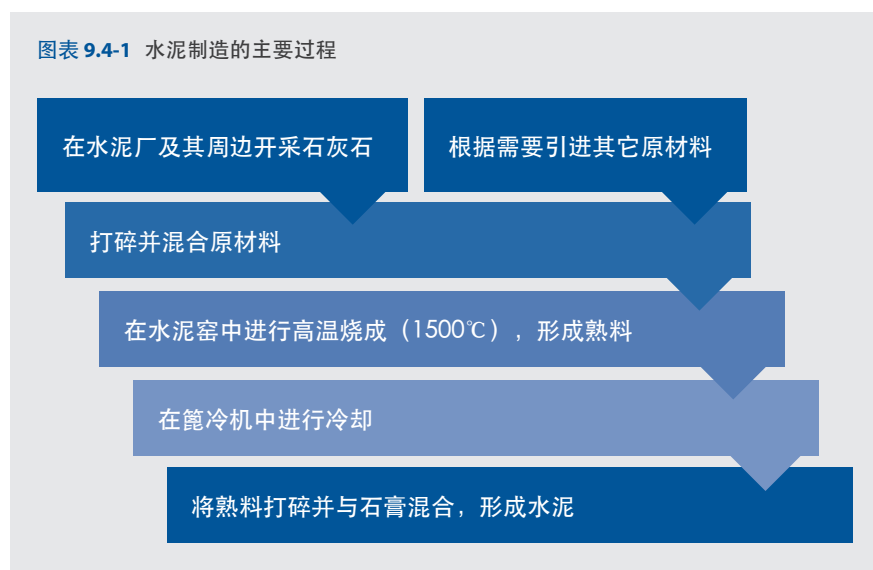 图表 9.4-1 水泥制造的主要过程
在水泥厂及其周边开采石灰石
根据需要引进其它原材料
打碎并混合原材料
在水泥窑中进行高温烧成（1500℃），形成熟料
在篦冷机中进行冷却
将熟料打碎并与石膏混合，形成水泥